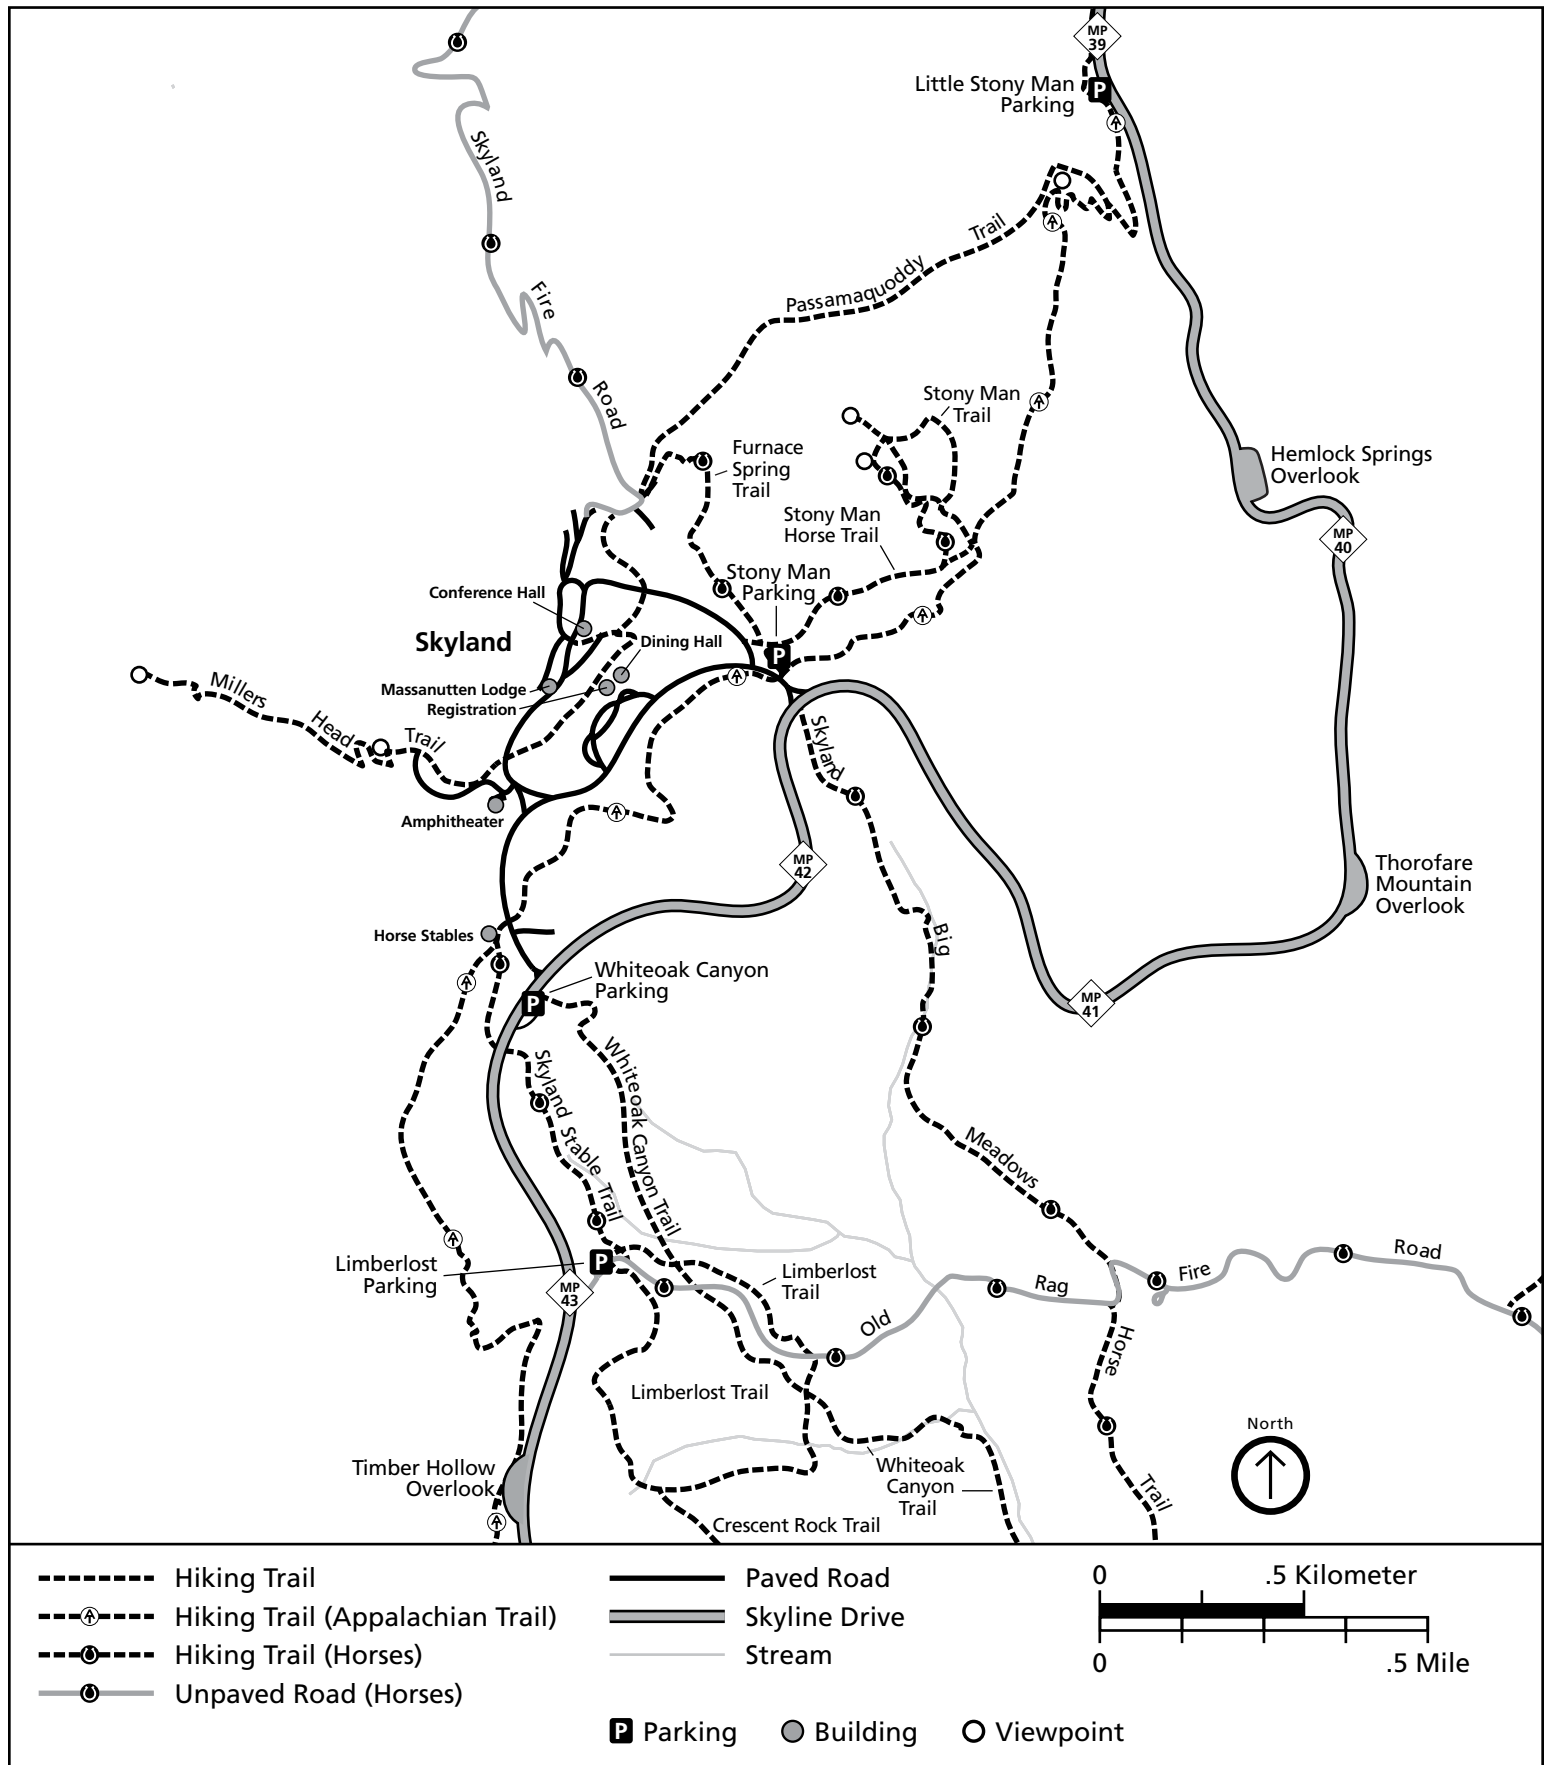 MP
39
Little Stony Man
Parking
P
Skyland
Fire
Road
Passamaquoddy
Trail
Stony Man
Trail
Furnace
Spring
Trail
Hemlock Springs
Overlook
Stony Man
Horse Trail
MP
40
Stony Man
Parking
P
Conference Hall
Skyland
Dining Hall
Massanutten Lodge
Registration
Millers
Head
Trail
Skyland
Amphitheater
MP
42
Thorofare
Mountain
Overlook
Big
Horse Stables
Whiteoak Canyon
Parking
P
MP
41
Skyland Stable Trail
Whiteoak Canyon Trail
Meadows
Limberlost
Parking
P
MP
43
Limberlost
Trail
Old
Rag
Fire
Road
Horse
Limberlost Trail
North
Timber Hollow
Overlook
Whiteoak
Canyon
Trail
Trail
Crescent Rock Trail
Hiking Trail
Hiking Trail (Appalachian Trail)
Hiking Trail (Horses)
Unpaved Road (Horses)
Paved Road
Skyline Drive
Stream
P Parking
Building
Viewpoint
0 .5 Kilometer
0 .5 Mile